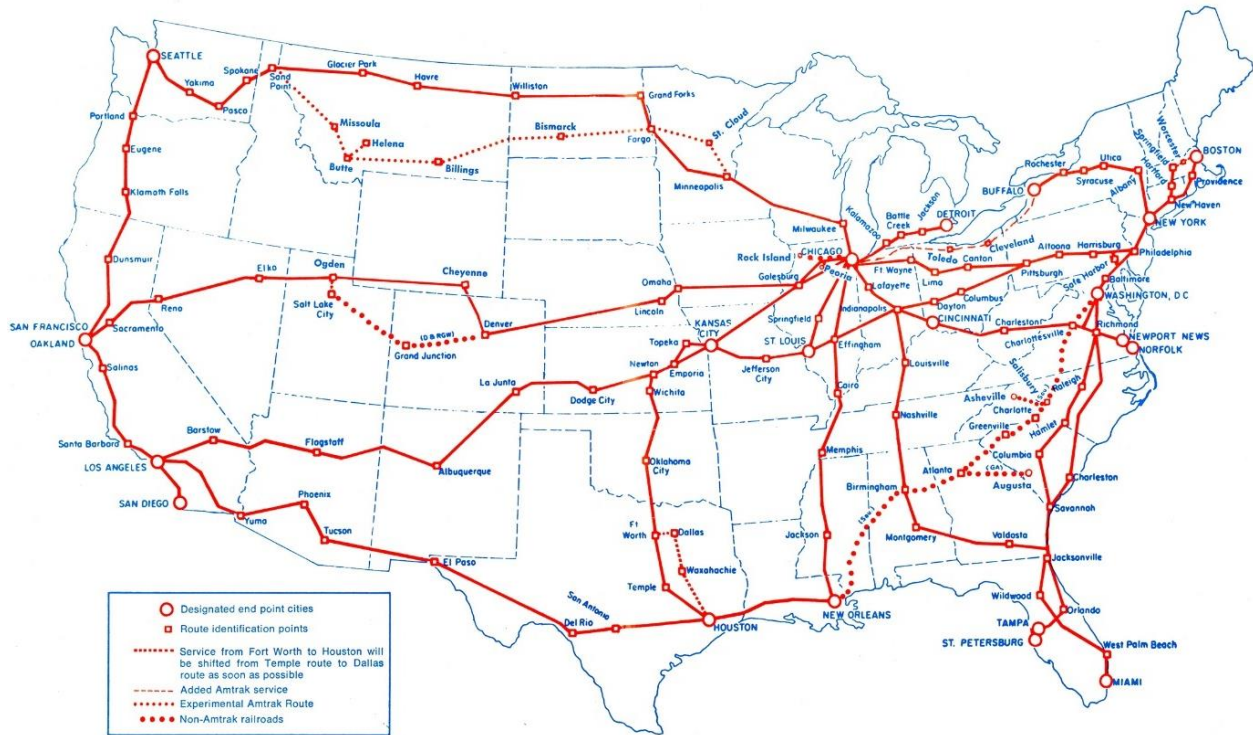 SEATTLE
Spokane
Sand
Point
Yakima
Pasco
Glacier Park
Havre
Williston
Grand Forks
Portland
Eugene
Klamath Falls
Dunsmuir
Missoula
Helena
Butte
Billings
Bismarck
Fargo
St. Cloud
Minneapolis
Milwaukee
Kalamazoo
Battle
Creek
Jackson
DETROIT
BUFFALO
Rochester
Syracuse
Utica
Albany
Springfield
Worcester
Hartford
BOSTON
Providence
New Haven
NEW YORK
Philadelphia
CHICAGO
Rock Island
Peoria
Galesburg
Toledo
Cleveland
Ft Wayne
Lima
Canton
Pittsburgh
Altoona
Harrisburg
Safe Harbor
Baltimore
WASHINGTON, D.C
Lafayette
Indianapolis
Dayton
Columbus
CINCINNATI
Charleston
Charlottesville
Richmond
NEWPORT NEWS
NORFOLK
Elko
Ogden
Salt Lake
City
Cheyenne
(D&RGW)
Grand Junction
Denver
Omaha
Lincoln
Reno
Sacramento
SAN FRANCISCO
OAKLAND
Salinas
Santa Barbard
LOS ANGELES
SAN DIEGO
Barstow
Flagstaff
Albuquerque
La Junta
Dodge City
Newton
Wichita
Topeka
Emporia
KANSAS
CITY
Jefferson
City
ST LOUIS
Springfield
Effingham
Cairo
Louisville
Nashville
Memphis
Birmingham
Montgomery
Jackson
(Sou)
NEW ORLEANS
Asheville
Salisbury
(Sou)
Charlotte
Greenville
Atlanta
(GA)
Augusta
Raleigh
Hamlet
Columbia
Charleston
Savannah
Valdosta
Jacksonville
Wildwood
Orlando
TAMPA
ST. PETERSBURG
West Palm Beach
MIAMI
Oklahoma
City
Ft
Worth
Dallas
Waxahachie
Temple
HOUSTON
San Antonio
Del Rio
El Paso
Tucson
Phoenix
Yuma
Designated end point cities
Route identification points
Service from Fort Worth to Houston will
be shifted from Temple route to Dallas
route as soon as possible
Added Amtrak service
Experimental Amtrak Route
Non-Amtrak railroads